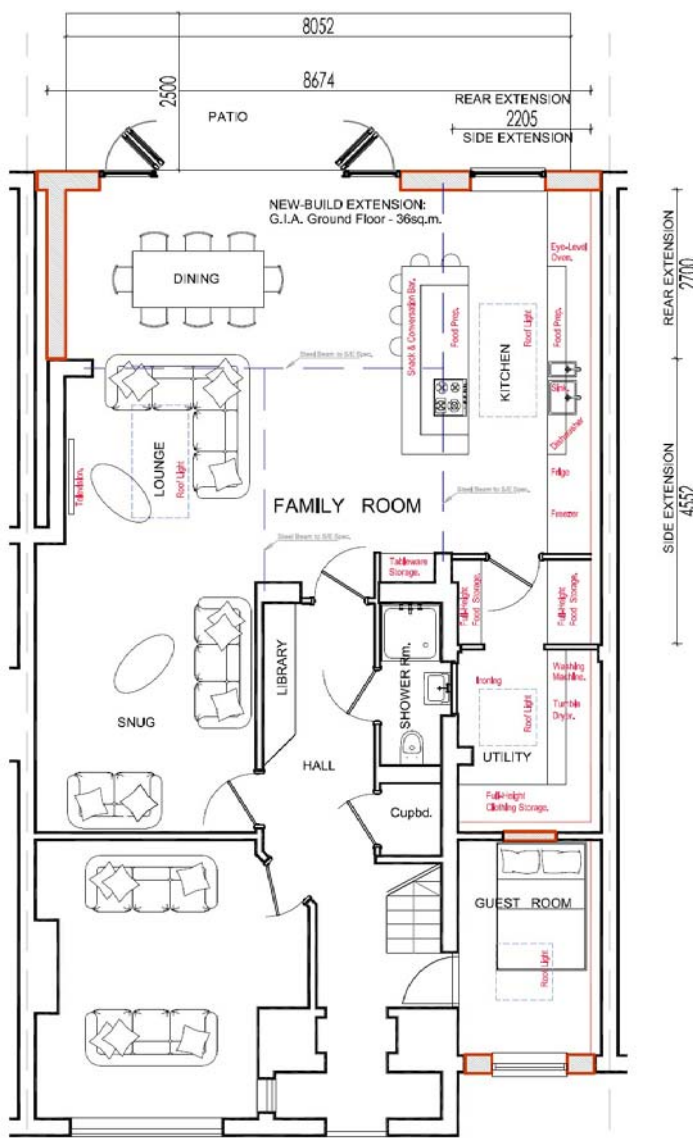 8052
8674
2500
REAR EXTENSION
2205
SIDE EXTENSION
PATIO
NEW-BUILD EXTENSION:
G.I.A. Ground Floor - 36sq.m.
REAR EXTENSION
2700
Eye-Level
Oven.
DINING
Snack & Conversation Bar.
Food Prep.
Roof Light
KITCHEN
Food Prep.
Steel Beam to S/E Spec.
Sink.
Dishwasher
Television.
LOUNGE
Roof Light
Fridge
SIDE EXTENSION
4552
FAMILY ROOM
Steel Beam to S/E Spec.
Freezer
Steel Beam to S/E Spec.
Tableware
Storage.
Full-Height
Food Storage.
Full-Height
Food Storage.
LIBRARY
SHOWER Rm.
Ironing
Washing
Machine.
Roof Light
Tumble
Dryer.
SNUG
HALL
UTILITY
Full-Height
Clothing Storage.
Cupbd.
GUEST ROOM
Roof Light